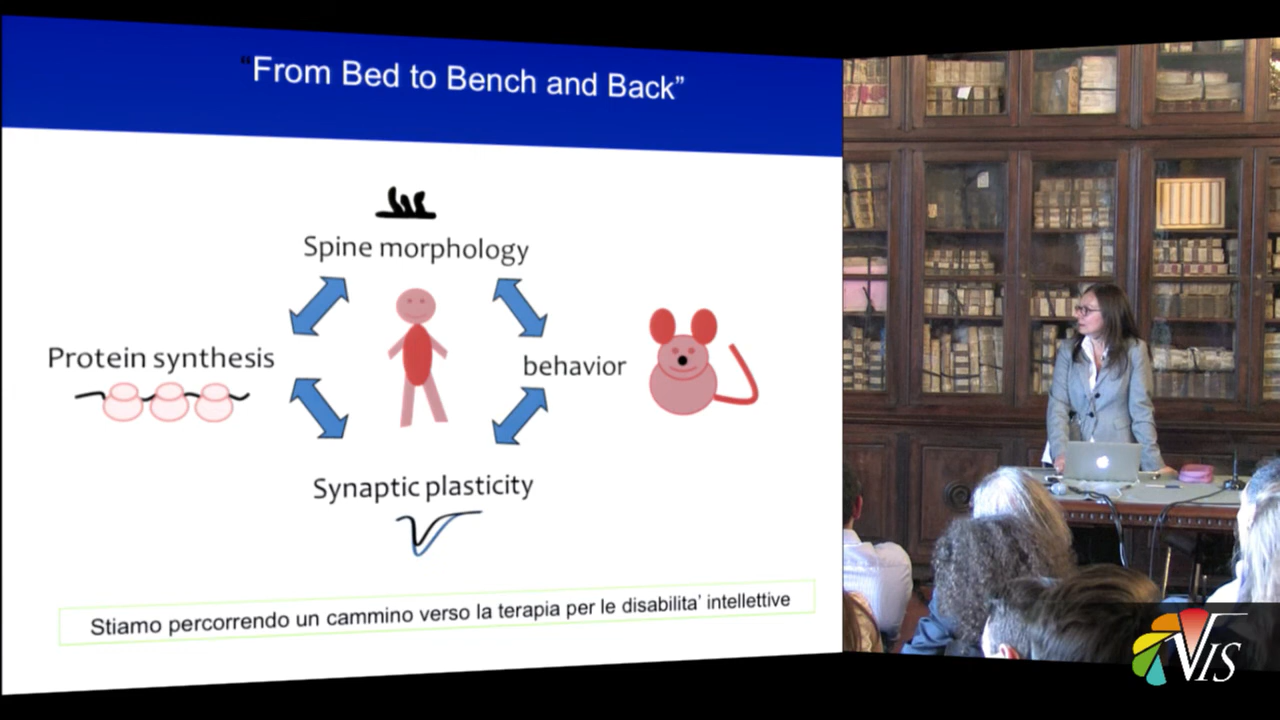 “From Bed to Bench and Back”
Spine morphology
Protein synthesis
behavior
Synaptic plasticity
Stiamo percorrendo un cammino verso la terapia per le disabilita’ intellettive
VIS